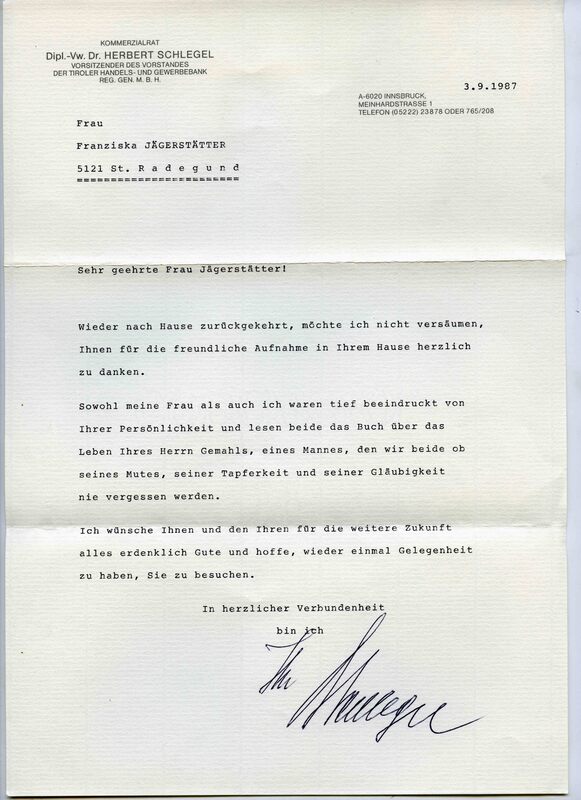 KOMMERZIALRAT
Dipl.-Vw. Dr. HERBERT SCHLEGEL
VORSITZENDER DES VORSTANDES
DER TIROLER HANDELS- UND GEWERBEBANK
REG. GEN. M. B. H.
3.9.1987
A-6020 INNSBRUCK,
MEINHARDSTRASSE 1
TELEFON (05222) 23878 ODER 765/208
Frau
Franziska JÄGERSTÄTTER
5121 St. R a d e g u n d
=======================
Sehr geehrte Frau Jägerstätter!
Wieder nach Hause zurückgekehrt, möchte ich nicht versäumen,
Ihnen für die freundliche Aufnahme in Ihrem Hause herzlich
zu danken.
Sowohl meine Frau als auch ich waren tief beeindruckt von
Ihrer Persönlichkeit und lesen beide das Buch über das
Leben Ihres Herrn Gemahls, eines Mannes, den wir beide ob
seines Mutes, seiner Tapferkeit und seiner Gläubigkeit
nie vergessen werden.
Ich wünsche Ihnen und den Ihren für die weitere Zukunft
alles erdenklich Gute und hoffe, wieder einmal Gelegenheit
zu haben, Sie zu besuchen.
In herzlicher Verbundenheit
bin ich
Ihr